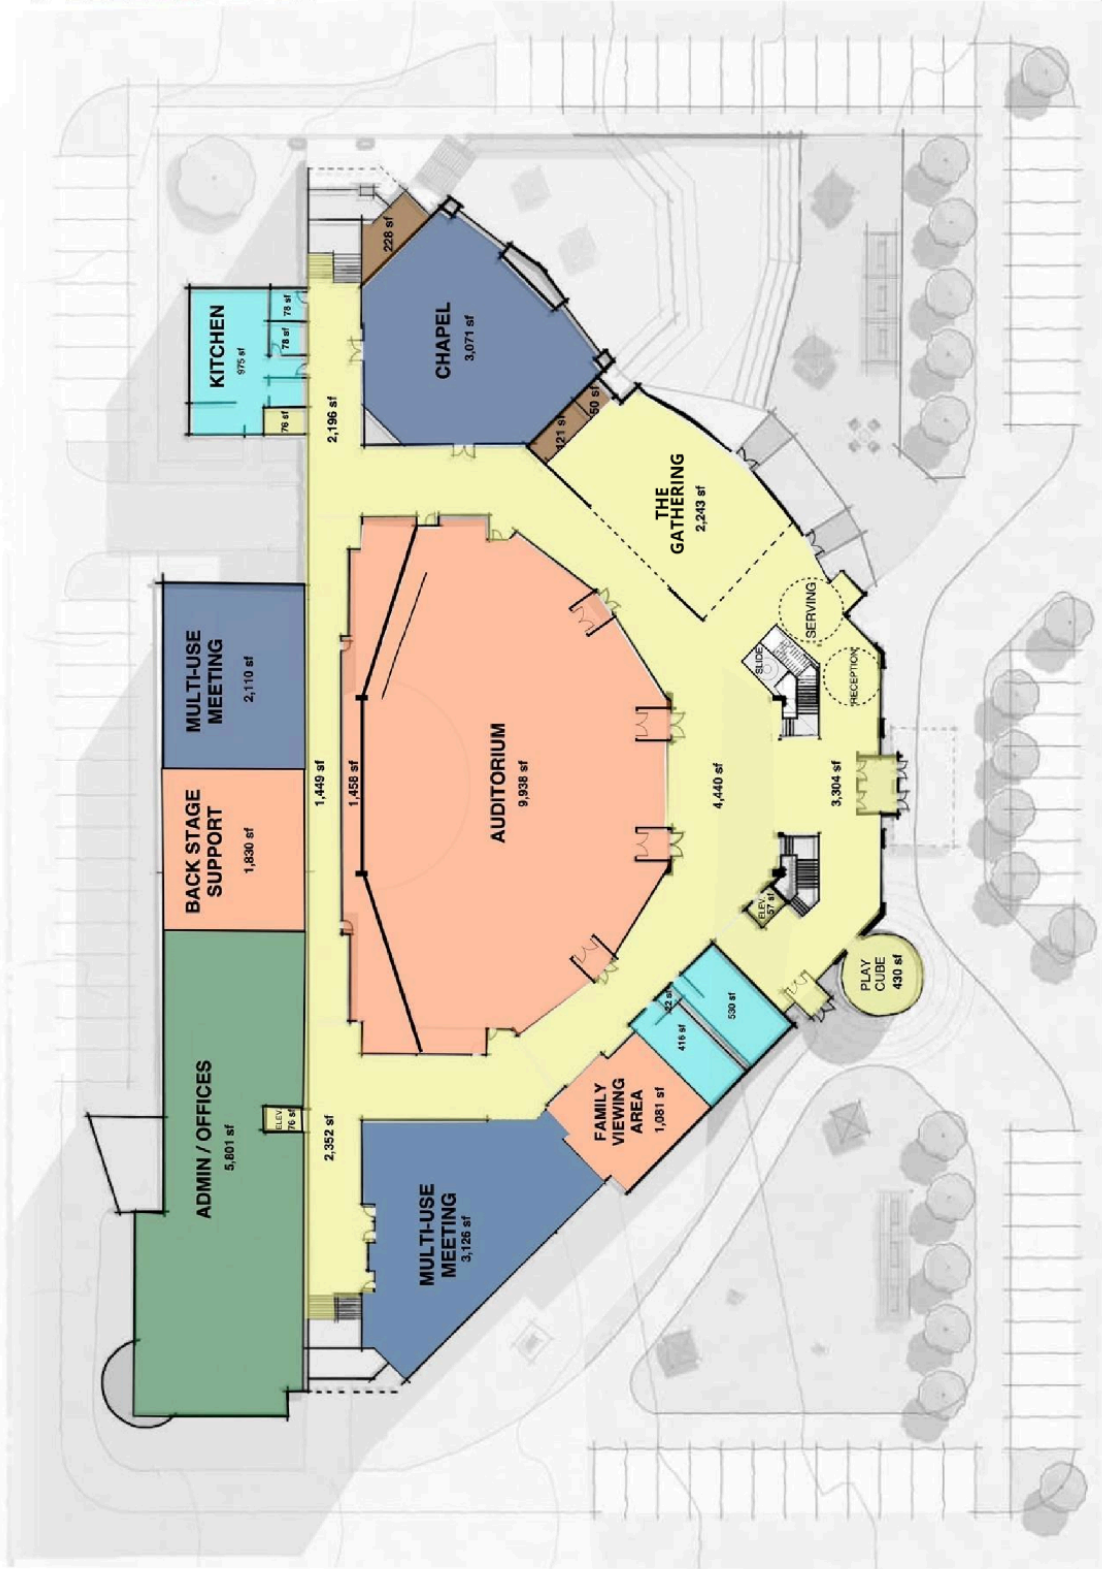 ADMIN / OFFICES
5,801 sf
ELEV.
76 sf
BACK STAGE
SUPPORT
1,830 sf
MULTI-USE
MEETING
2,110 sf
KITCHEN
975 sf
76 sf
78 sf
78 sf
2,352 sf
1,449 sf
2,196 sf
1,458 sf
228 sf
MULTI-USE
MEETING
3,126 sf
AUDITORIUM
9,938 sf
CHAPEL
3,071 sf
121 sf
50 sf
FAMILY
VIEWING
AREA
1,081 sf
416 sf
22 sf
530 sf
4,440 sf
THE
GATHERING
2,243 sf
ELEV.
57 sf
SLIDE
SERVING
PLAY
CUBE
430 sf
3,304 sf
RECEPTION